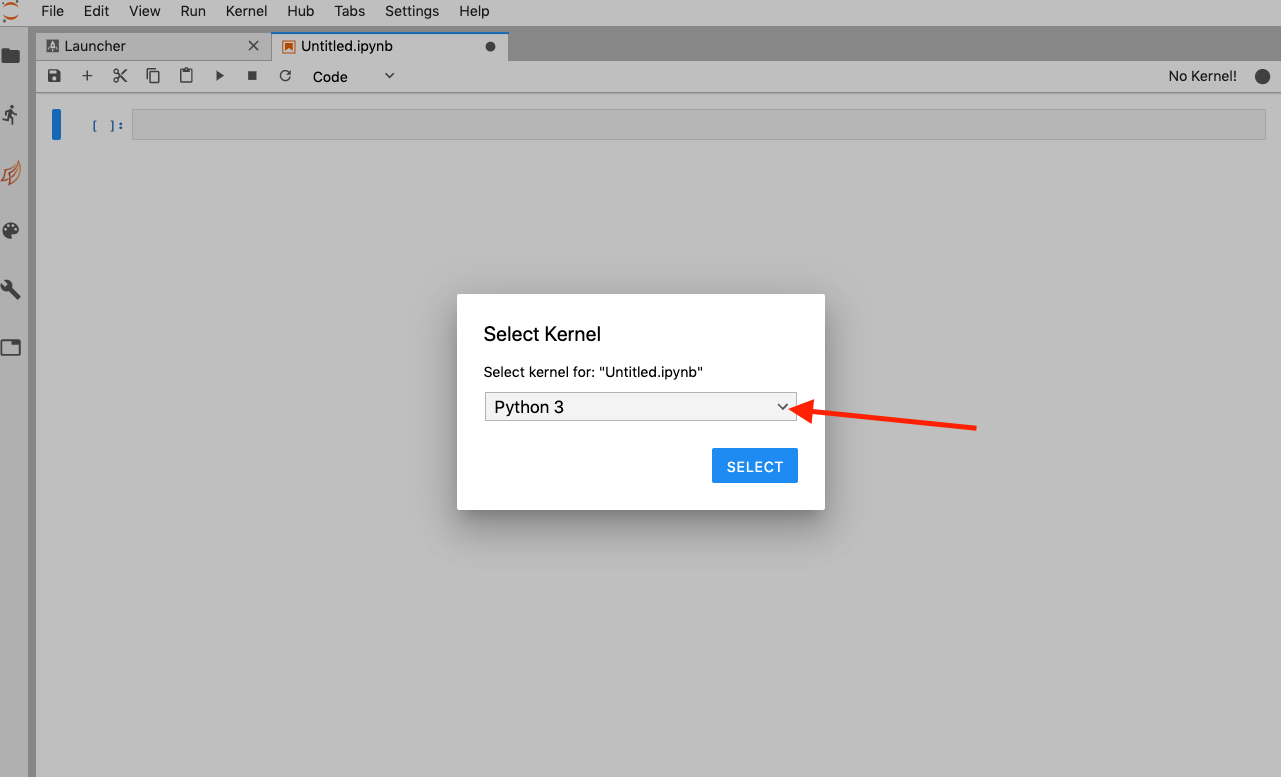 File Edit View Run Kernel Hub Tabs Settings Help
Launcher Untitled.ipynb
Code No Kernel!
[ ]:
Select Kernel
Select kernel for: "Untitled.ipynb"
Python 3
SELECT